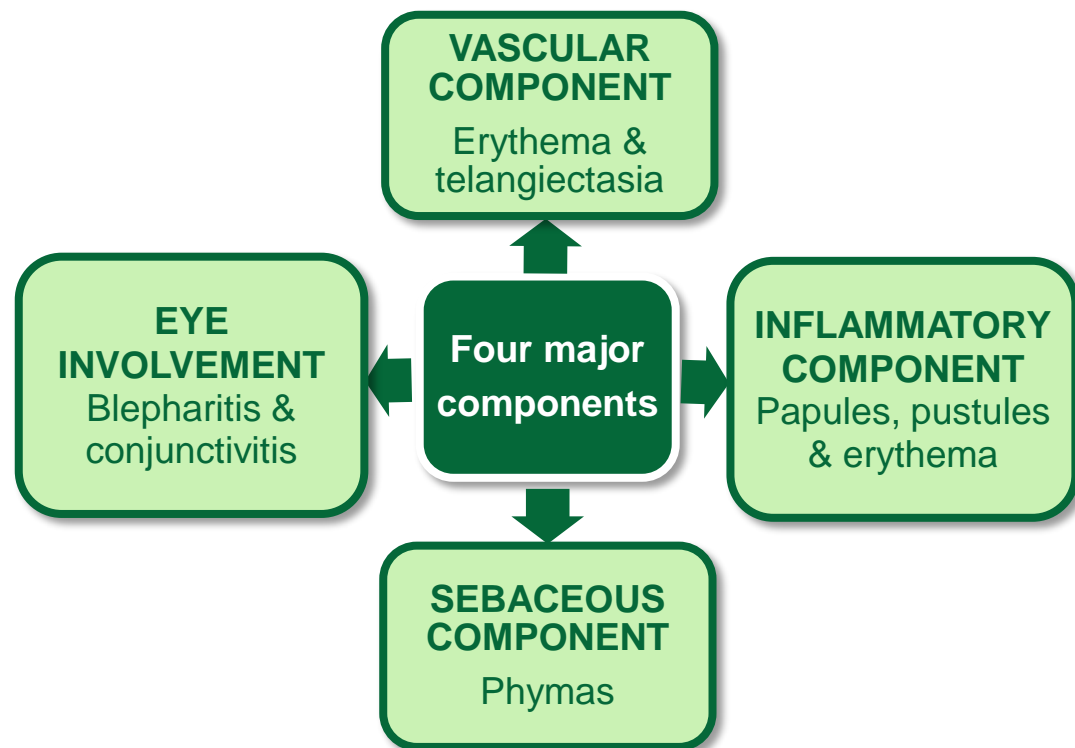 VASCULAR
COMPONENT
Erythema &
telangiectasia
EYE
INVOLVEMENT
Blepharitis &
conjunctivitis
Four major
components
INFLAMMATORY
COMPONENT
Papules, pustules
& erythema
SEBACEOUS
COMPONENT
Phymas